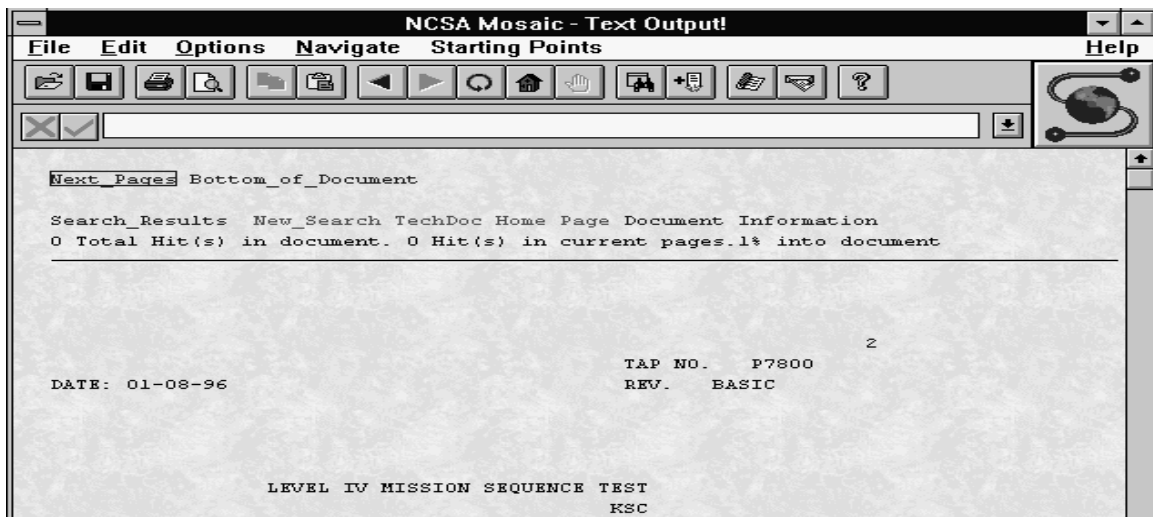 NCSA Mosaic - Text Output!
File Edit Options Navigate Starting Points Help
Next_Pages Bottom_of_Document
Search_Results New_Search TechDoc Home Page Document Information
0 Total Hit(s) in document. 0 Hit(s) in current pages.1% into document
2
TAP NO. P7800
DATE: 01-08-96 REV. BASIC
LEVEL IV MISSION SEQUENCE TEST
KSC